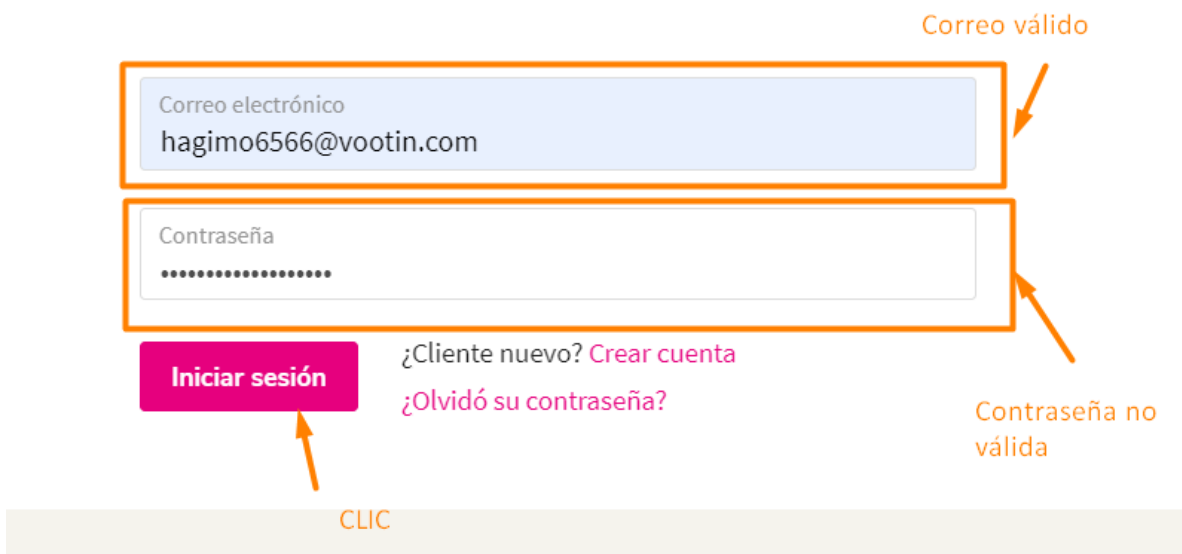 Correo válido
Correo electrónico
hagimo6566@vootin.com
Contraseña
•••••••••••••••••••
Iniciar sesión
¿Cliente nuevo? Crear cuenta
¿Olvidó su contraseña?
Contraseña no
válida
CLIC